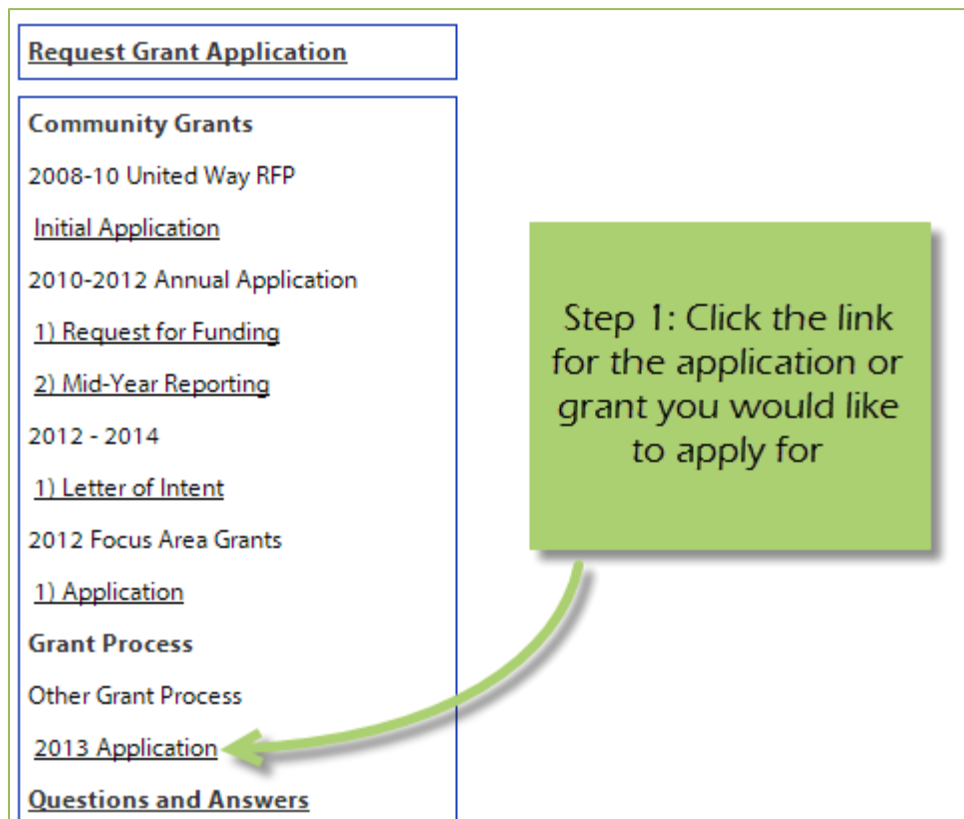 Request Grant Application
Community Grants
2008-10 United Way RFP
Initial Application
2010-2012 Annual Application
1) Request for Funding
2) Mid-Year Reporting
2012 - 2014
1) Letter of Intent
2012 Focus Area Grants
1) Application
Grant Process
Other Grant Process
2013 Application
Questions and Answers
Step 1: Click the link
for the application or
grant you would like
to apply for